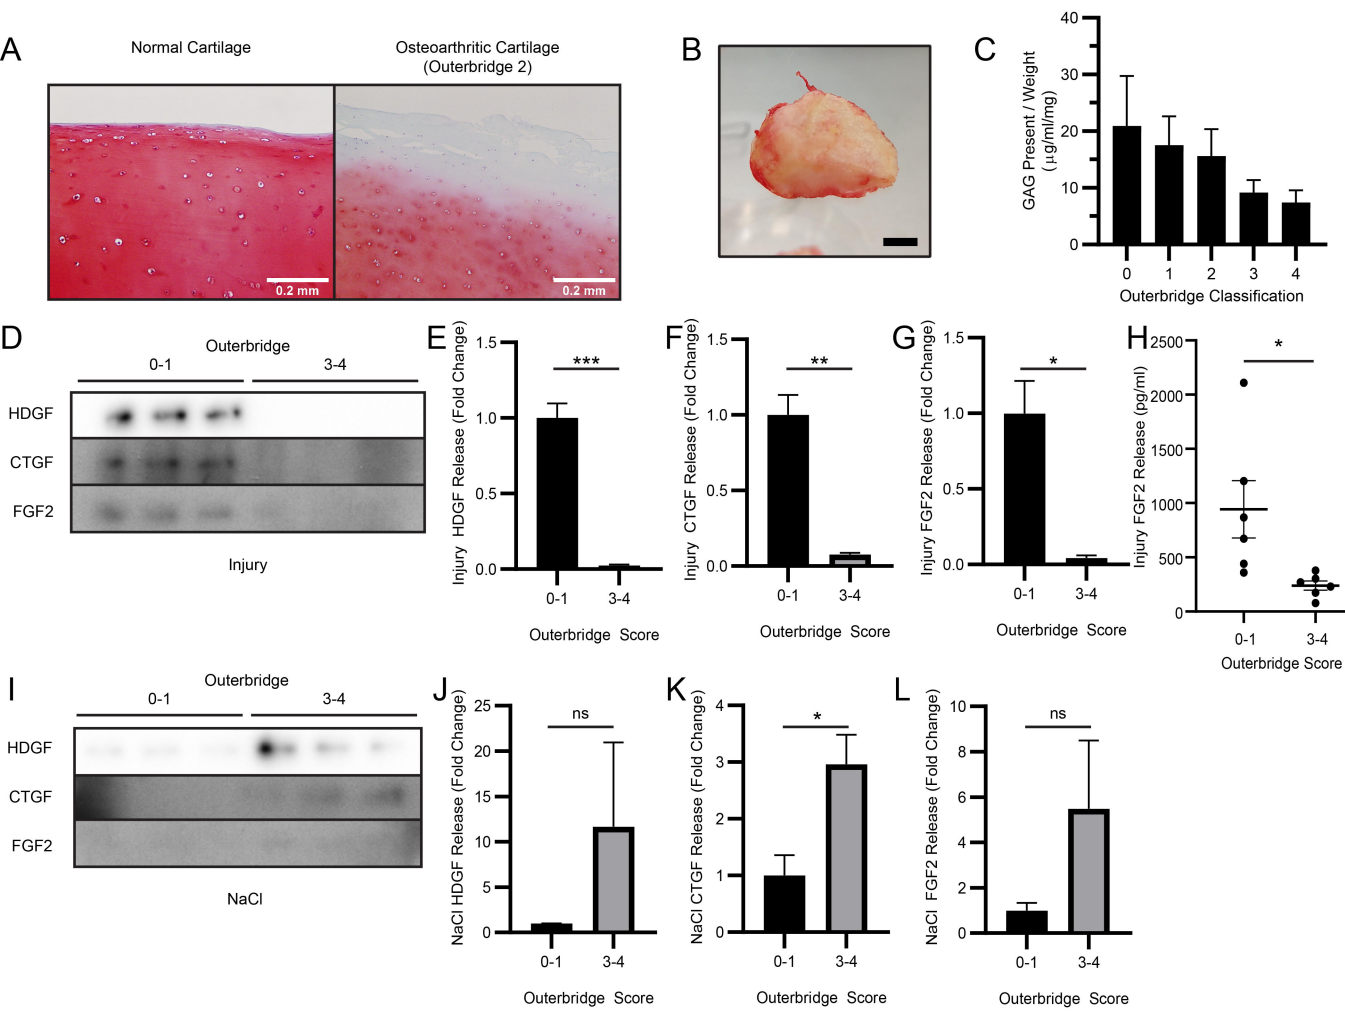 A
Normal Cartilage
Osteoarthritic Cartilage
(Outerbridge 2)
0.2 mm
0.2 mm
B
C
GAG Present / Weight
(μg/ml/mg)
40
30
20
10
0
0 1 2 3 4
Outerbridge Classification
D
Outerbridge
0-1 3-4
HDGF
CTGF
FGF2
Injury
E
Injury HDGF Release (Fold Change)
1.5
1.0
0.5
0.0
***
0-1 3-4
Outerbridge Score
F
Injury CTGF Release (Fold Change)
1.5
1.0
0.5
0.0
**
0-1 3-4
Outerbridge Score
G
Injury FGF2 Release (Fold Change)
1.5
1.0
0.5
0.0
*
0-1 3-4
Outerbridge Score
H
Injury FGF2 Release (pg/ml)
2500
2000
1500
1000
500
0
*
0-1 3-4
Outerbridge Score
I
Outerbridge
0-1 3-4
HDGF
CTGF
FGF2
NaCl
J
NaCl HDGF Release (Fold Change)
25
20
15
10
5
0
ns
0-1 3-4
Outerbridge Score
K
NaCl CTGF Release (Fold Change)
4
3
2
1
0
*
0-1 3-4
Outerbridge Score
L
NaCl FGF2 Release (Fold Change)
10
8
6
4
2
0
ns
0-1 3-4
Outerbridge Score